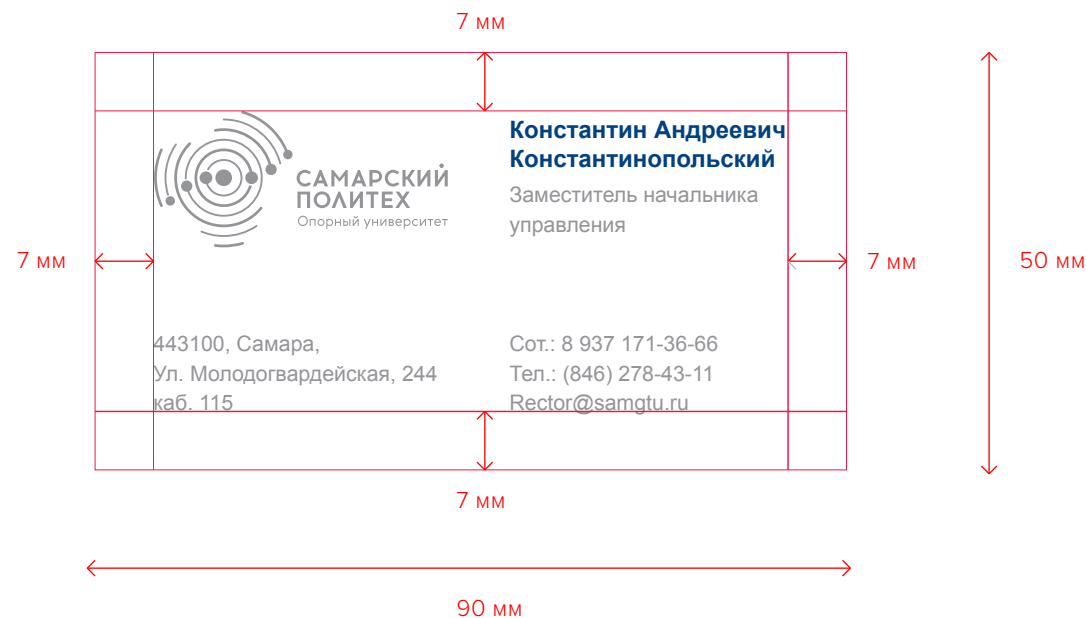 7 мм
САМАРСКИЙ
ПОЛИТЕХ
Опорный университет
Константин Андреевич
Константинопольский
Заместитель начальника
управления
7 мм
7 мм
50 мм
443100, Самара,
Ул. Молодогвардейская, 244
каб. 115
Сот.: 8 937 171-36-66
Тел.: (846) 278-43-11
Rector@samgtu.ru
7 мм
90 мм